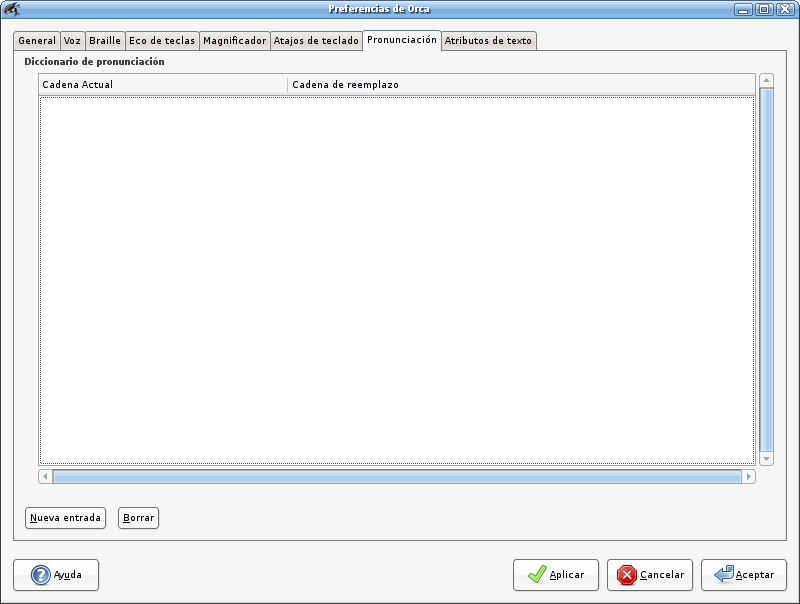 Preferencias de Orca
General Voz Braille Eco de teclas Magnificador Atajos de teclado Pronunciación Atributos de texto
Diccionario de pronunciación
Cadena Actual Cadena de reemplazo
Nueva entrada Borrar
Ayuda Aplicar Cancelar Aceptar